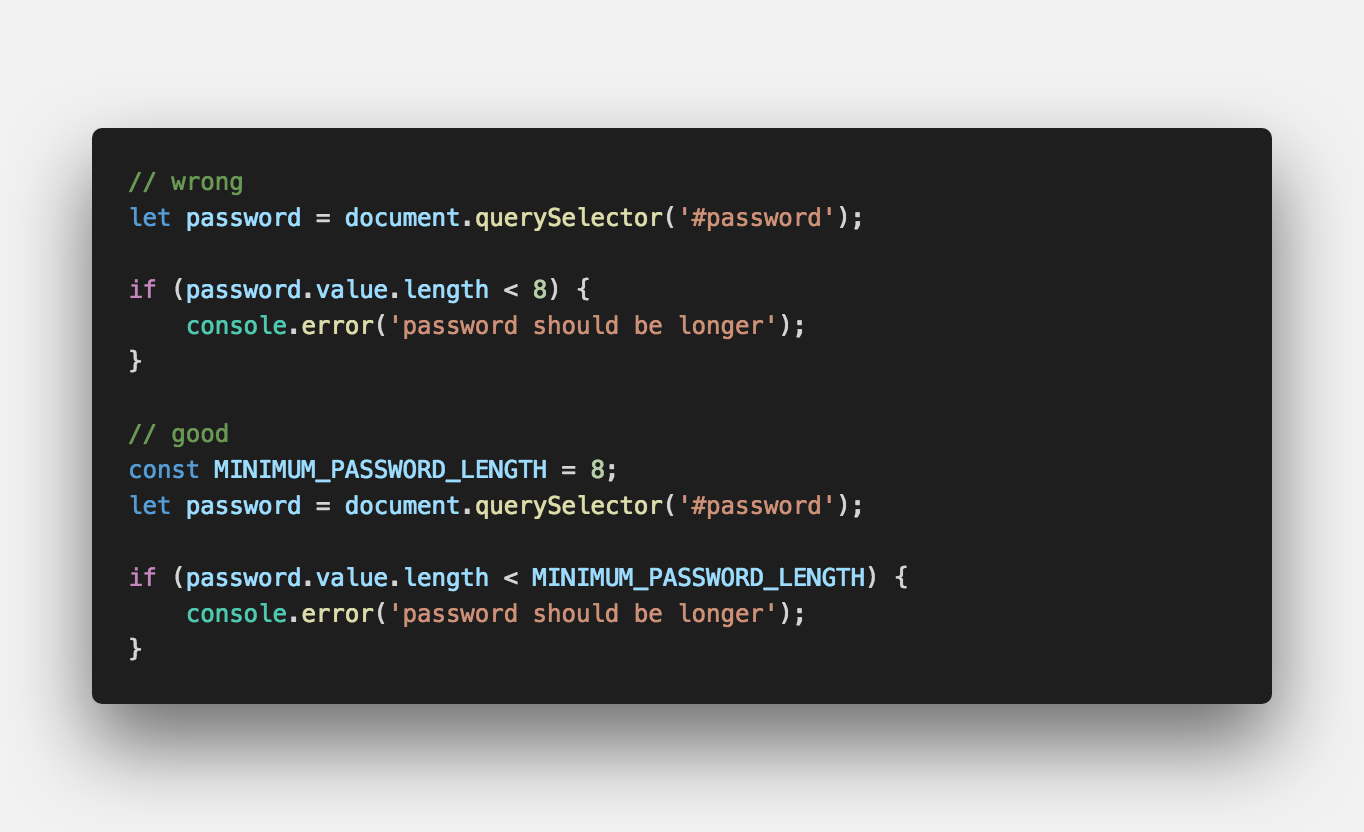 // wrong
let password = document.querySelector('#password');
if (password.value.length < 8) {
    console.error('password should be longer');
}
// good
const MINIMUM_PASSWORD_LENGTH = 8;
let password = document.querySelector('#password');
if (password.value.length < MINIMUM_PASSWORD_LENGTH) {
    console.error('password should be longer');
}